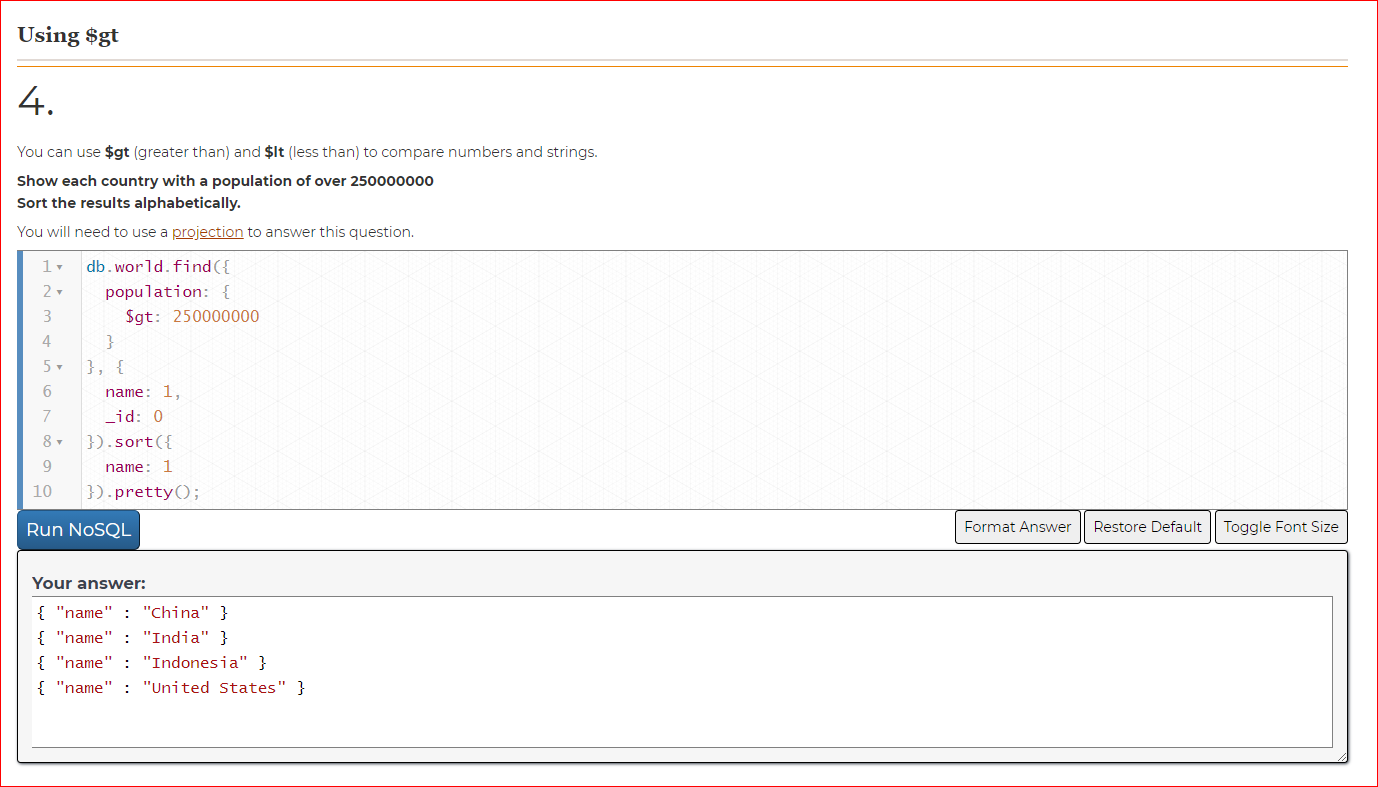 Using $gt
4.
You can use $gt (greater than) and $lt (less than) to compare numbers and strings.
Show each country with a population of over 250000000
Sort the results alphabetically.
You will need to use a projection to answer this question.
1 db.world.find({
2   population: {
3     $gt: 250000000
4   }
5 }, {
6   name: 1,
7   _id: 0
8 }).sort({
9   name: 1
10 }).pretty();
Run NoSQL Format Answer Restore Default Toggle Font Size
Your answer:
{ "name" : "China" }
{ "name" : "India" }
{ "name" : "Indonesia" }
{ "name" : "United States" }